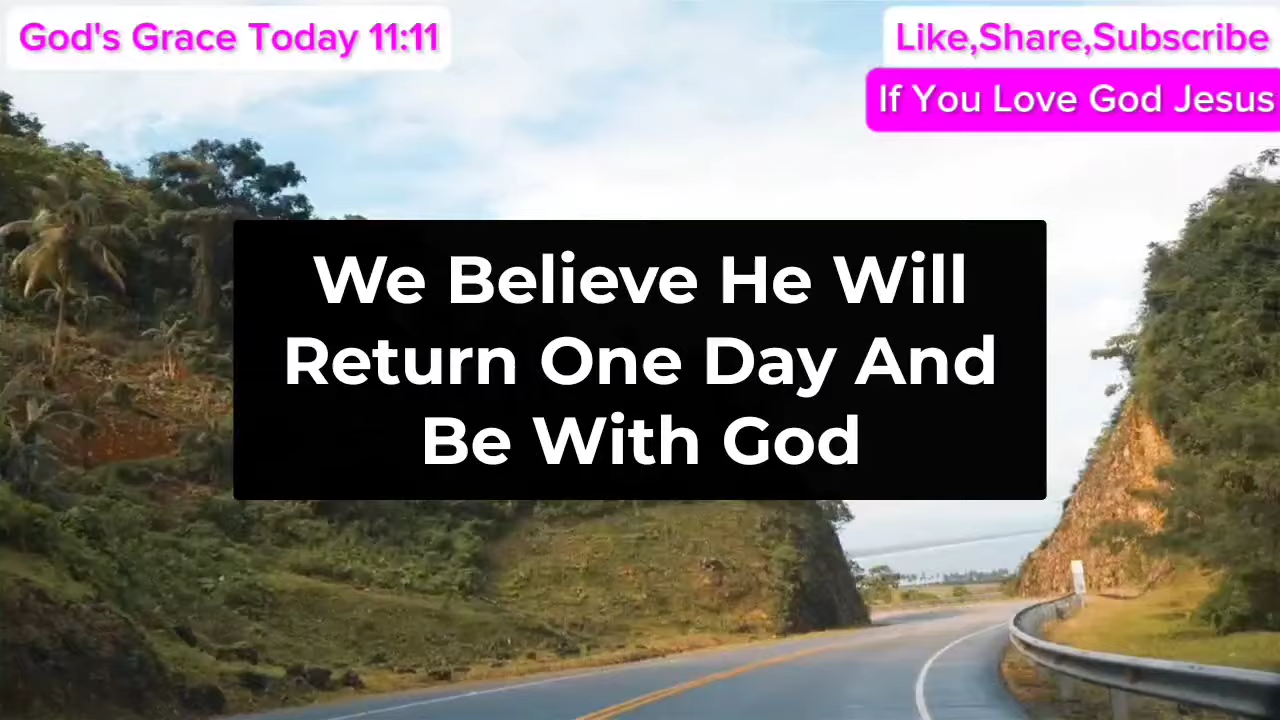 God's Grace Today 11:11
Like,Share,Subscribe
If You Love God Jesus
We Believe He Will
Return One Day And
Be With God